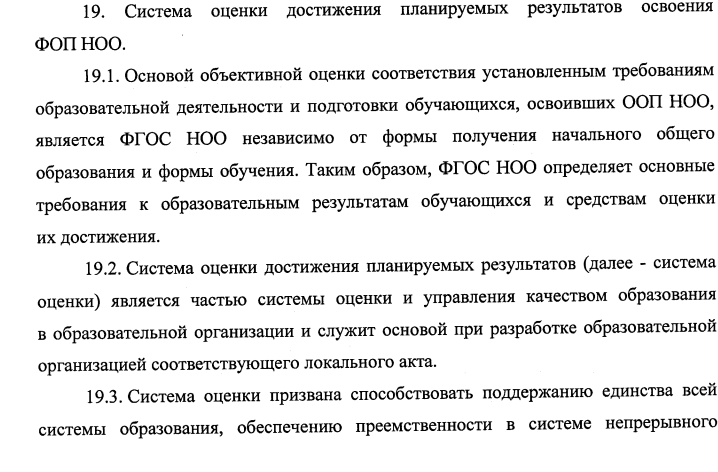 19. Система оценки достижения планируемых результатов освоения
ФОП НОО.
19.1. Основой объективной оценки соответствия установленным требованиям
образовательной деятельности и подготовки обучающихся, освоивших ООП НОО,
является ФГОС НОО независимо от формы получения начального общего
образования и формы обучения. Таким образом, ФГОС НОО определяет основные
требования к образовательным результатам обучающихся и средствам оценки
их достижения.
19.2. Система оценки достижения планируемых результатов (далее - система
оценки) является частью системы оценки и управления качеством образования
в образовательной организации и служит основой при разработке образовательной
организацией соответствующего локального акта.
19.3. Система оценки призвана способствовать поддержанию единства всей
системы образования, обеспечению преемственности в системе непрерывного